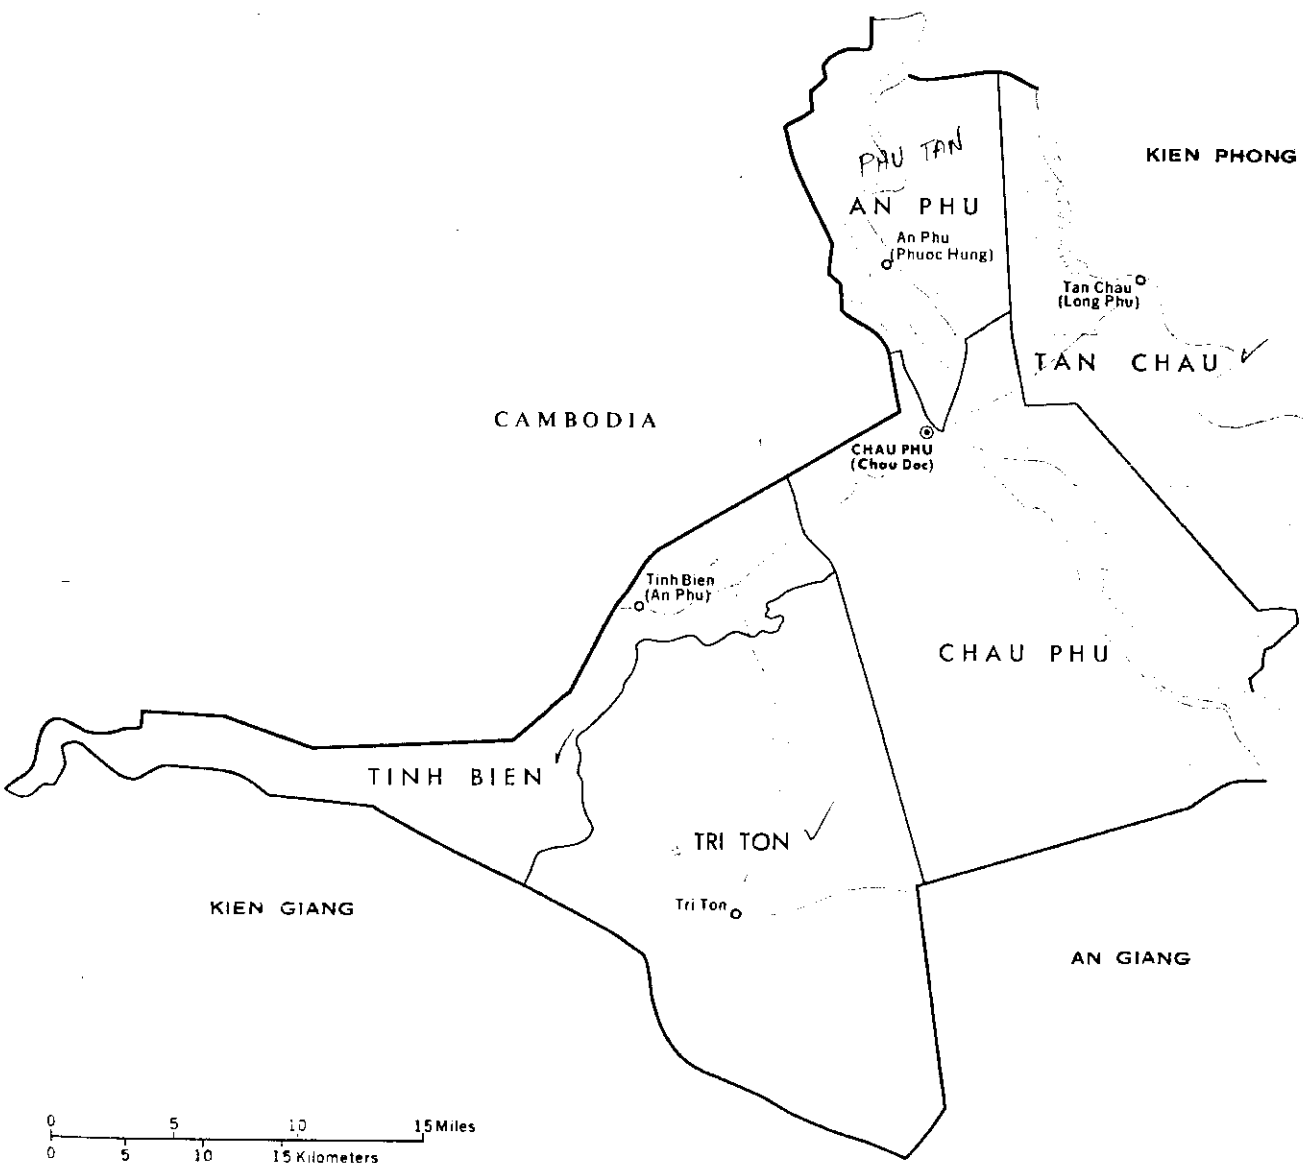 PHU TAN
KIEN PHONG
AN PHU
An Phu
(Phuoc Hung)
Tan Chau
(Long Phu)
TAN CHAU
CAMBODIA
CHAU PHU
(Chau Doc)
Tinh Bien
(An Phu)
CHAU PHU
TINH BIEN
TRI TON
Tri Ton
KIEN GIANG
AN GIANG
0 5 10 15 Miles
0 5 10 15 Kilometers